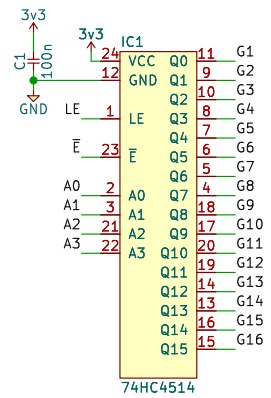 3v3
3v3
IC1
C1
100n
GND
24 VCC Q0 11 G1
12 GND Q1 9 G2
Q2 10 G3
LE 1 LE Q3 8 G4
Q4 7 G5
E 23 E Q5 6 G6
Q6 5 G7
A0 2 A0 Q7 4 G8
A1 3 A1 Q8 18 G9
A2 21 A2 Q9 17 G10
A3 22 A3 Q10 20 G11
Q11 19 G12
Q12 14 G13
Q13 13 G14
Q14 16 G15
Q15 15 G16
74HC4514